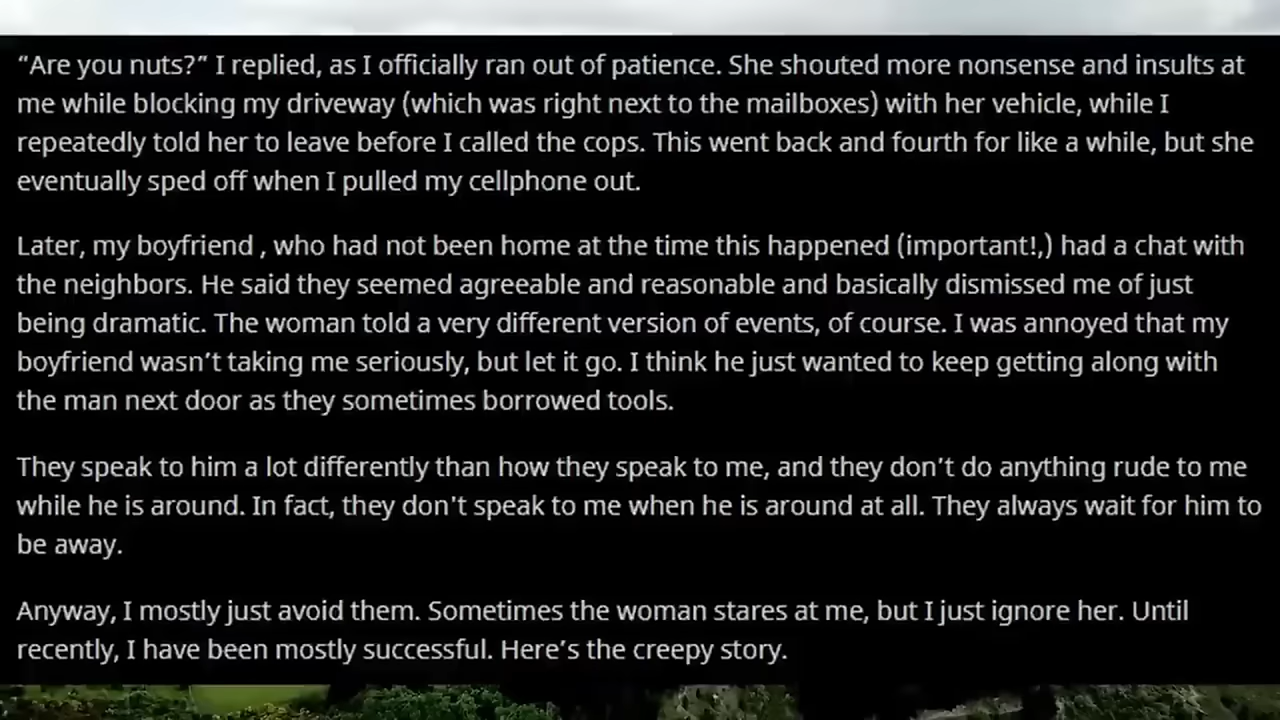 “Are you nuts?” I replied, as I officially ran out of patience. She shouted more nonsense and insults at
me while blocking my driveway (which was right next to the mailboxes) with her vehicle, while I
repeatedly told her to leave before I called the cops. This went back and fourth for like a while, but she
eventually sped off when I pulled my cellphone out.
Later, my boyfriend , who had not been home at the time this happened (important!,) had a chat with
the neighbors. He said they seemed agreeable and reasonable and basically dismissed me of just
being dramatic. The woman told a very different version of events, of course. I was annoyed that my
boyfriend wasn’t taking me seriously, but let it go. I think he just wanted to keep getting along with
the man next door as they sometimes borrowed tools.
They speak to him a lot differently than how they speak to me, and they don’t do anything rude to me
while he is around. In fact, they don't speak to me when he is around at all. They always wait for him to
be away.
Anyway, I mostly just avoid them. Sometimes the woman stares at me, but I just ignore her. Until
recently, I have been mostly successful. Here’s the creepy story.